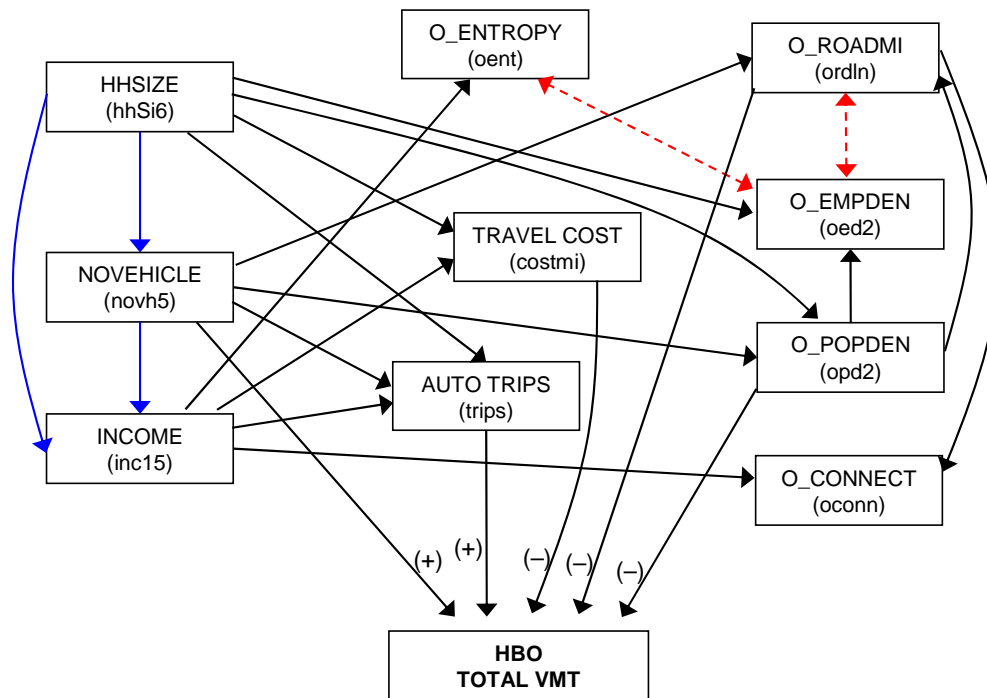 O_ENTROPY
(oent)
O_ROADMI
(ordln)
HHSIZE
(hhSi6)
O_EMPDEN
(oed2)
TRAVEL COST
(costmi)
NOVEHICLE
(novh5)
O_POPDEN
(opd2)
AUTO TRIPS
(trips)
INCOME
(inc15)
O_CONNECT
(oconn)
(+)
(+)
(–)
(–)
(–)
HBO
TOTAL VMT